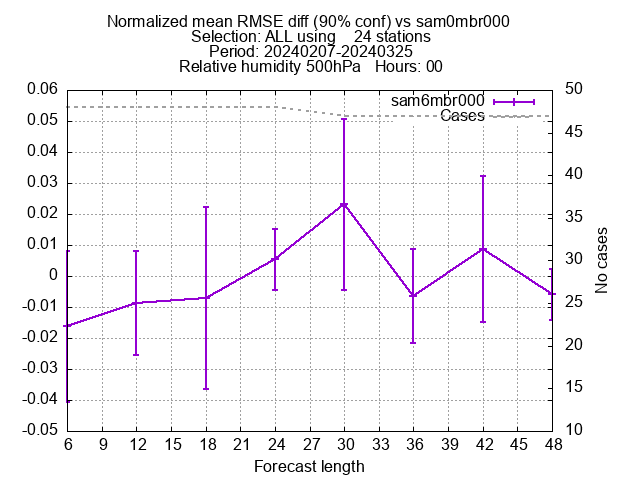 Normalized mean RMSE diff (90% conf) vs sam0mbr000
Selection: ALL using    24 stations
Period: 20240207-20240325
Relative humidity 500hPa   Hours: 00
sam6mbr000
Cases
0.06
0.05
0.04
0.03
0.02
0.01
0
-0.01
-0.02
-0.03
-0.04
-0.05
50
45
40
35
30
25
20
15
10
No cases
6 12 15 18 21 24 27 30 33 36 39 42 45 48
Forecast length